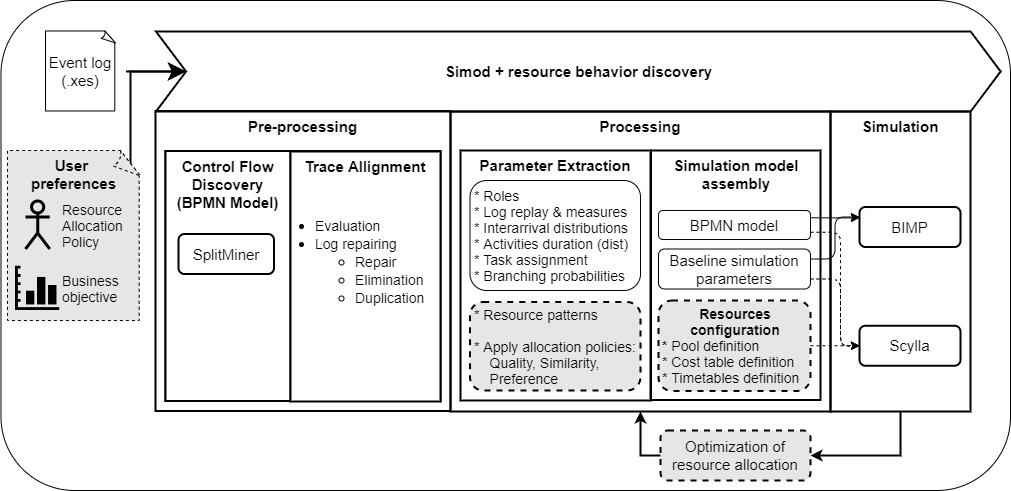 Event log
(.xes)
Simod + resource behavior discovery
User
preferences
Resource
Allocation
Policy
Business
objective
Pre-processing
Control Flow
Discovery
(BPMN Model)
SplitMiner
Trace Allignment
• Evaluation
• Log repairing
○ Repair
○ Elimination
○ Duplication
Processing
Parameter Extraction
* Roles
* Log replay & measures
* Interarrival distributions
* Activities duration (dist)
* Task assignment
* Branching probabilities
* Resource patterns
* Apply allocation policies:
Quality, Similarity,
Preference
Simulation model
assembly
BPMN model
Baseline simulation
parameters
Resources
configuration
* Pool definition
* Cost table definition
* Timetables definition
Simulation
BIMP
Scylla
Optimization of
resource allocation